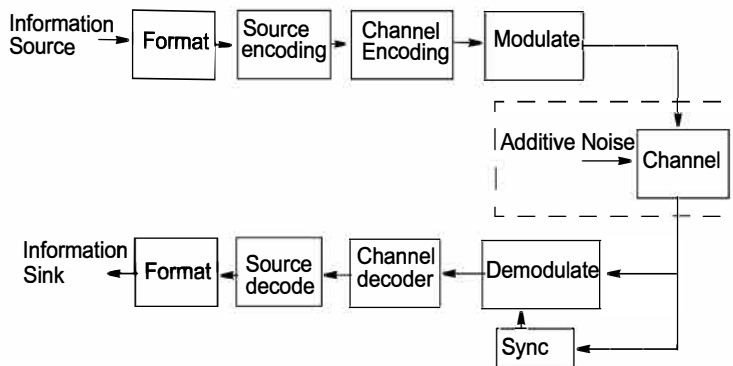 Information
Source
Format
Source
encoding
Channel
Encoding
Modulate
Additive Noise
Channel
Information
Sink
Format
Source
decode
Channel
decoder
Demodulate
Sync